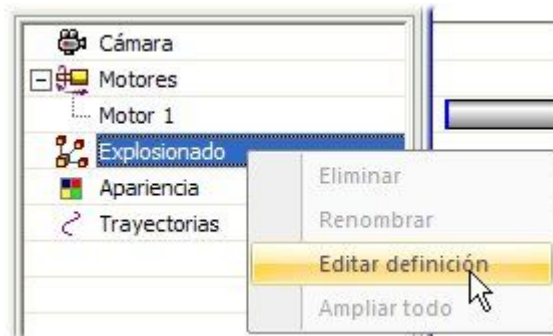 Cámara
Motores
Motor 1
Explosionado
Apariencia
Trayectorias
Eliminar
Renombrar
Editar definición
Ampliar todo